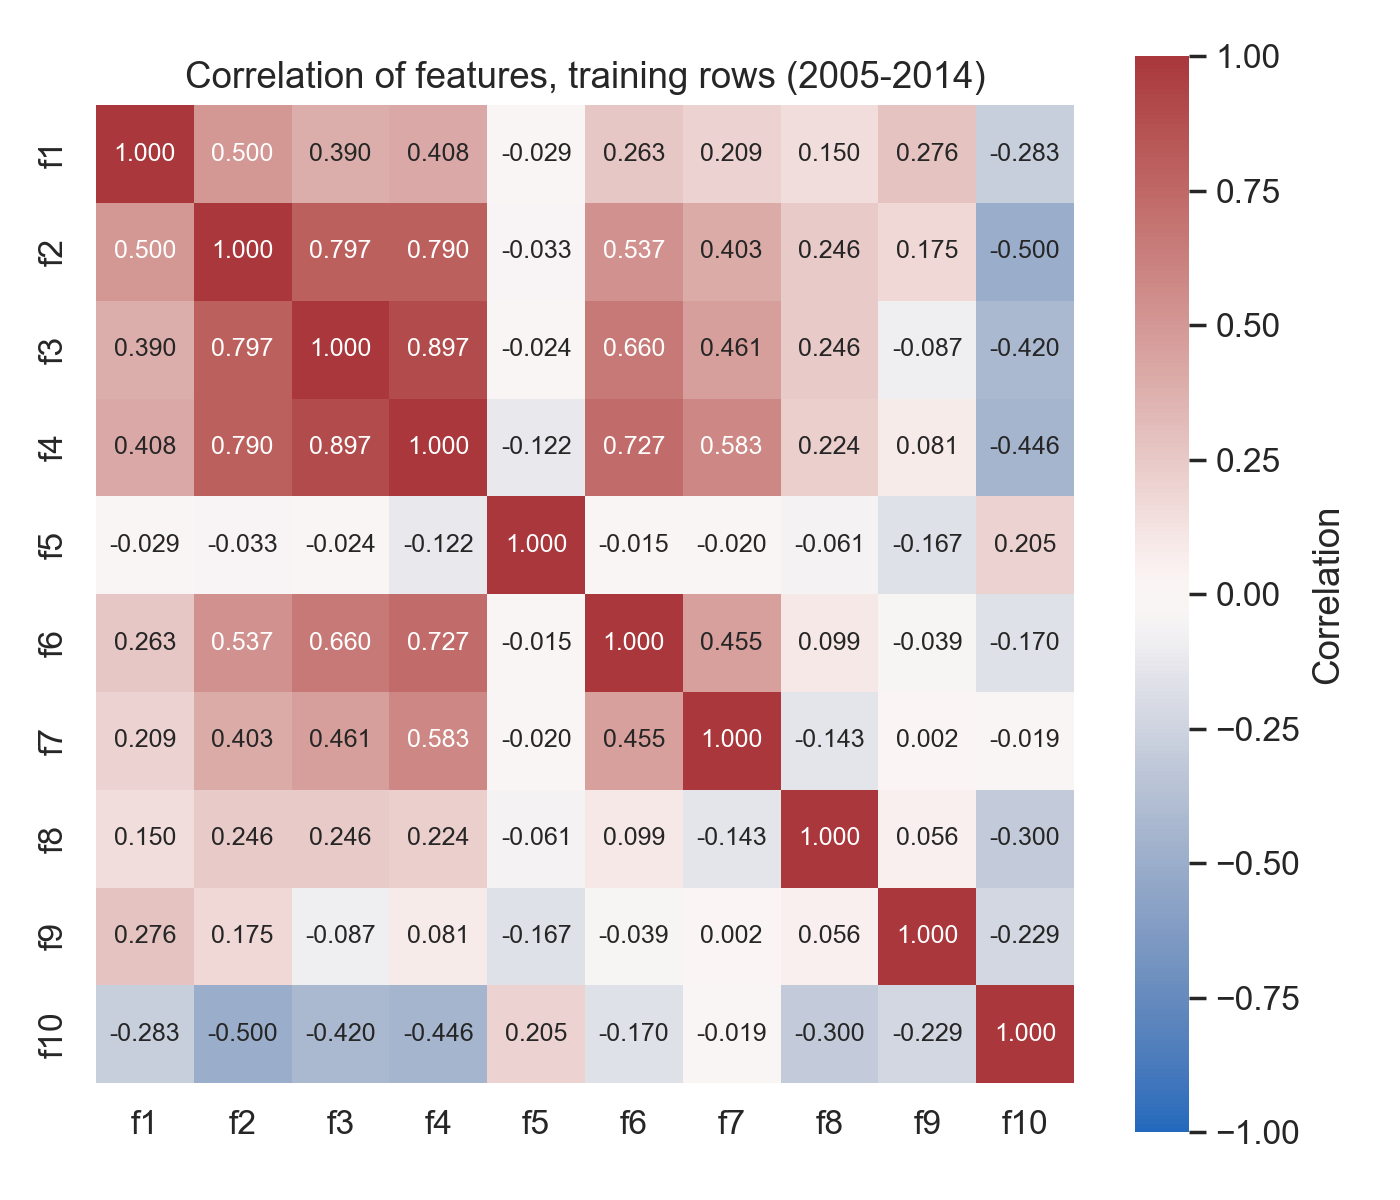 Correlation of features, training rows (2005-2014)
f1 1.000 0.500 0.390 0.408 -0.029 0.263 0.209 0.150 0.276 -0.283
f2 0.500 1.000 0.797 0.790 -0.033 0.537 0.403 0.246 0.175 -0.500
f3 0.390 0.797 1.000 0.897 -0.024 0.660 0.461 0.246 -0.087 -0.420
f4 0.408 0.790 0.897 1.000 -0.122 0.727 0.583 0.224 0.081 -0.446
f5 -0.029 -0.033 -0.024 -0.122 1.000 -0.015 -0.020 -0.061 -0.167 0.205
f6 0.263 0.537 0.660 0.727 -0.015 1.000 0.455 0.099 -0.039 -0.170
f7 0.209 0.403 0.461 0.583 -0.020 0.455 1.000 -0.143 0.002 -0.019
f8 0.150 0.246 0.246 0.224 -0.061 0.099 -0.143 1.000 0.056 -0.300
f9 0.276 0.175 -0.087 0.081 -0.167 -0.039 0.002 0.056 1.000 -0.229
f10 -0.283 -0.500 -0.420 -0.446 0.205 -0.170 -0.019 -0.300 -0.229 1.000
f1 f2 f3 f4 f5 f6 f7 f8 f9 f10
1.00
0.75
0.50
0.25
0.00
−0.25
−0.50
−0.75
−1.00
Correlation